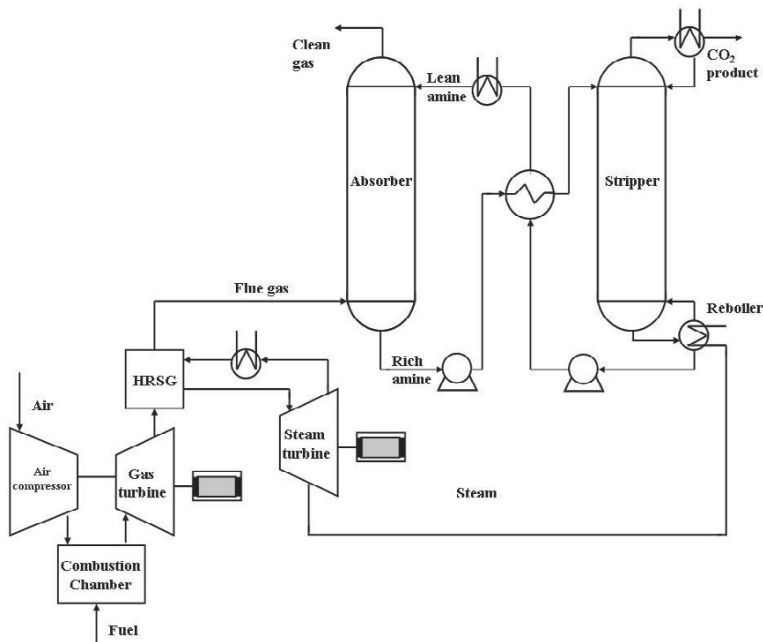 Clean
gas
CO₂
product
Lean
amine
Absorber
Stripper
Flue gas
Reboiler
Rich
amine
HRSG
Air
Steam
turbine
Air
compressor
Gas
turbine
Steam
Combustion
Chamber
Fuel